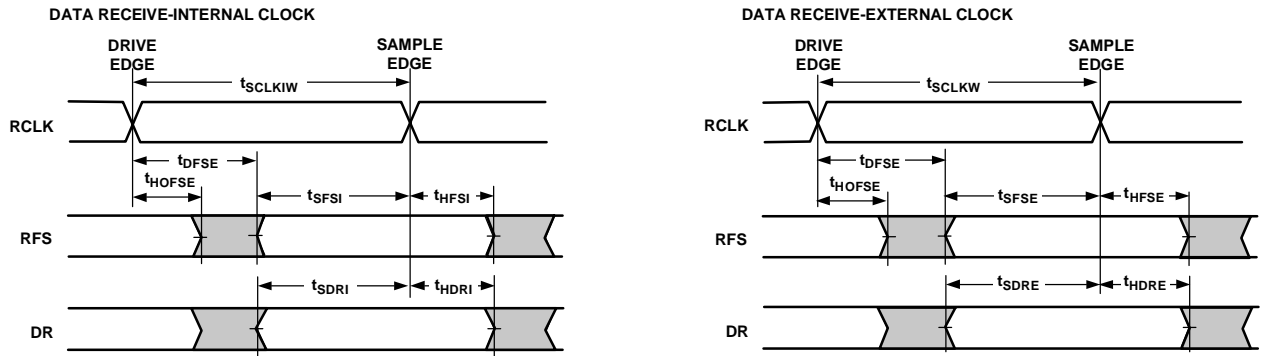 DATA RECEIVE-INTERNAL CLOCK
DRIVE
EDGE
SAMPLE
EDGE
tSCLKIW
RCLK
tDFSE
tHOFSE
tSFSI
tHFSI
RFS
tSDRI
tHDRI
DR
DATA RECEIVE-EXTERNAL CLOCK
DRIVE
EDGE
SAMPLE
EDGE
tSCLKW
RCLK
tDFSE
tHOFSE
tSFSE
tHFSE
RFS
tSDRE
tHDRE
DR